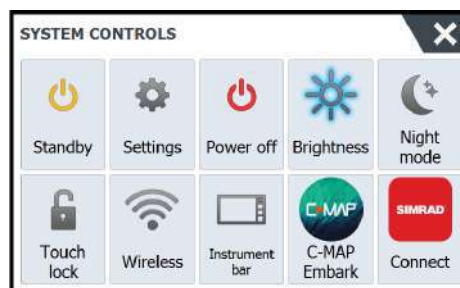 SYSTEM CONTROLS
Standby
Settings
Power off
Brightness
Night
mode
Touch
lock
Wireless
Instrument
bar
C-MAP
C-MAP
Embark
SIMRAD
Connect